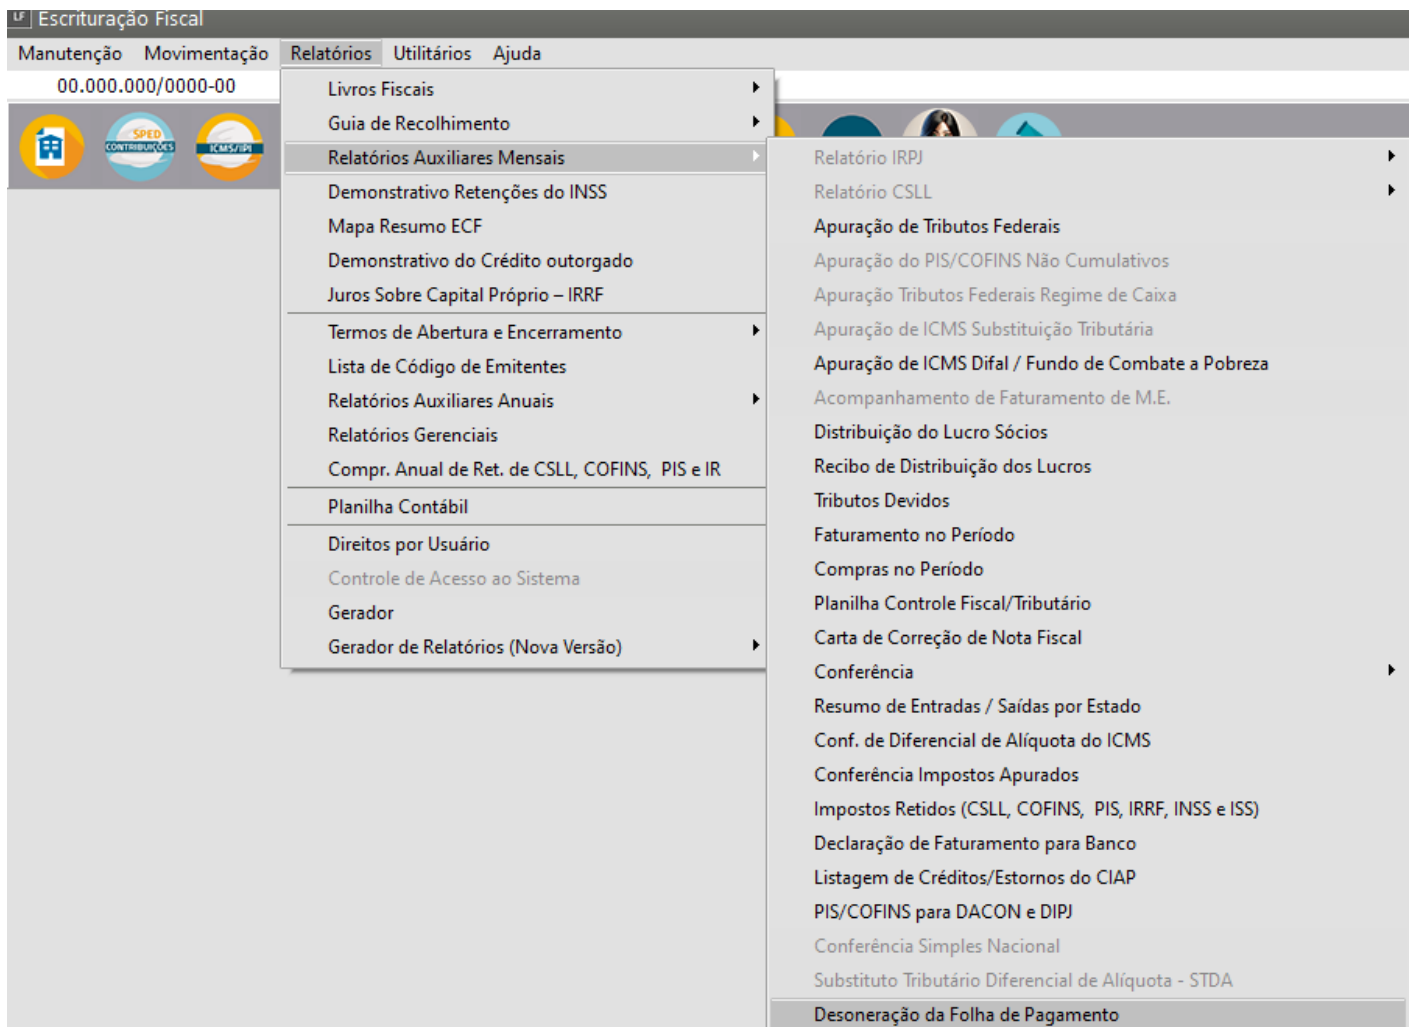 LF Escrituração Fiscal
Manutenção Movimentação Relatórios Utilitários Ajuda
00.000.000/0000-00
SPED
CONTRIBUIÇÕES
ICMS/IPI
Livros Fiscais
Guia de Recolhimento
Relatórios Auxiliares Mensais
Demonstrativo Retenções do INSS
Mapa Resumo ECF
Demonstrativo do Crédito outorgado
Juros Sobre Capital Próprio – IRRF
Termos de Abertura e Encerramento
Lista de Código de Emitentes
Relatórios Auxiliares Anuais
Relatórios Gerenciais
Compr. Anual de Ret. de CSLL, COFINS, PIS e IR
Planilha Contábil
Direitos por Usuário
Controle de Acesso ao Sistema
Gerador
Gerador de Relatórios (Nova Versão)
Relatório IRPJ
Relatório CSLL
Apuração de Tributos Federais
Apuração do PIS/COFINS Não Cumulativos
Apuração Tributos Federais Regime de Caixa
Apuração de ICMS Substituição Tributária
Apuração de ICMS Difal / Fundo de Combate a Pobreza
Acompanhamento de Faturamento de M.E.
Distribuição do Lucro Sócios
Recibo de Distribuição dos Lucros
Tributos Devidos
Faturamento no Período
Compras no Período
Planilha Controle Fiscal/Tributário
Carta de Correção de Nota Fiscal
Conferência
Resumo de Entradas / Saídas por Estado
Conf. de Diferencial de Alíquota do ICMS
Conferência Impostos Apurados
Impostos Retidos (CSLL, COFINS, PIS, IRRF, INSS e ISS)
Declaração de Faturamento para Banco
Listagem de Créditos/Estornos do CIAP
PIS/COFINS para DACON e DIPJ
Conferência Simples Nacional
Substituto Tributário Diferencial de Alíquota - STDA
Desoneração da Folha de Pagamento